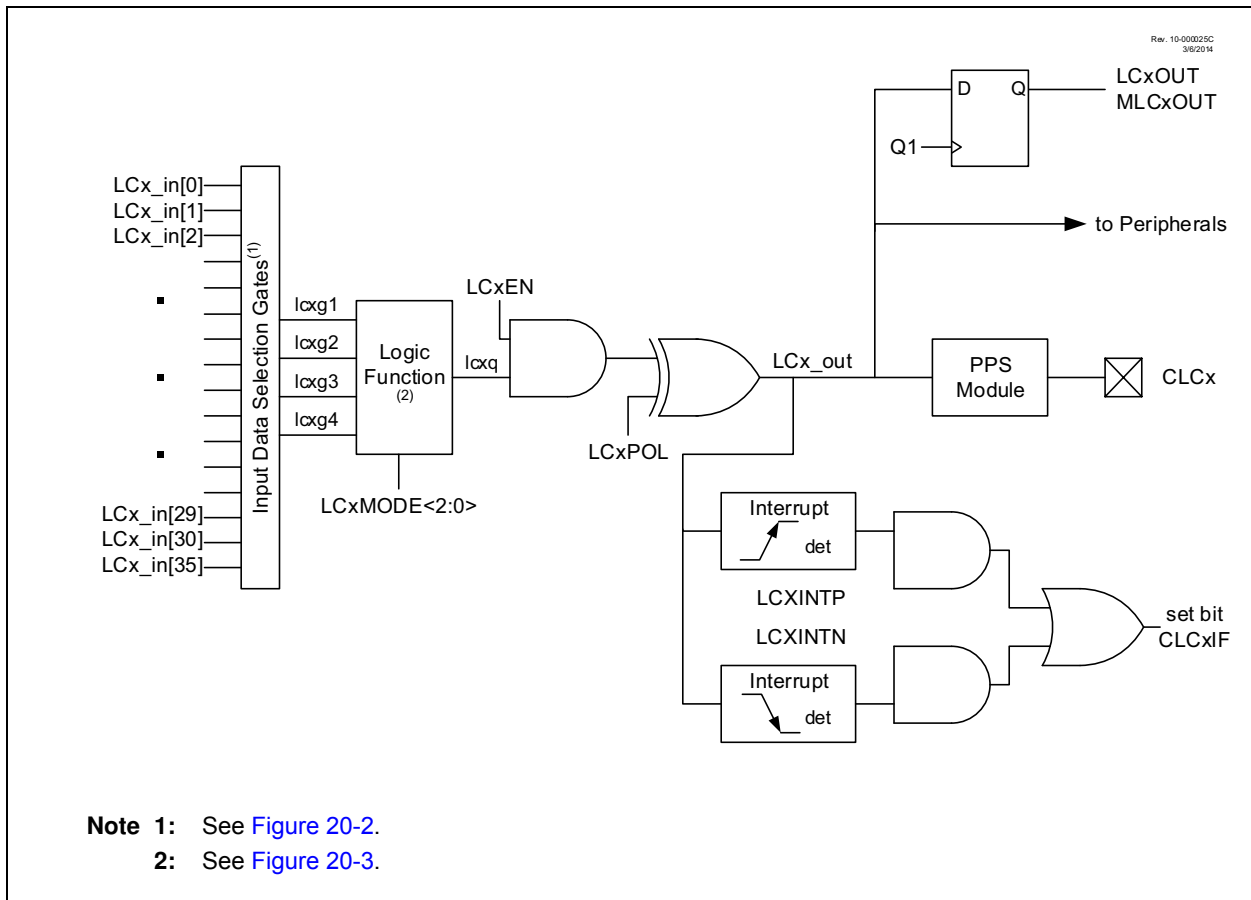 Rev. 10-000025C
3/6/2014
LCxOUT
MLCxOUT
D
Q
Q1
to Peripherals
LCx_in[0]
LCx_in[1]
LCx_in[2]
LCx_in[29]
LCx_in[30]
LCx_in[35]
Input Data Selection Gates(1)
lcxg1
lcxg2
lcxg3
lcxg4
Logic
Function
(2)
LCxMODE<2:0>
lcxq
LCxEN
LCxPOL
LCx_out
PPS
Module
CLCx
Interrupt
det
LCXINTP
LCXINTN
Interrupt
det
set bit
CLCxIF
Note 1: See Figure 20-2.
2: See Figure 20-3.